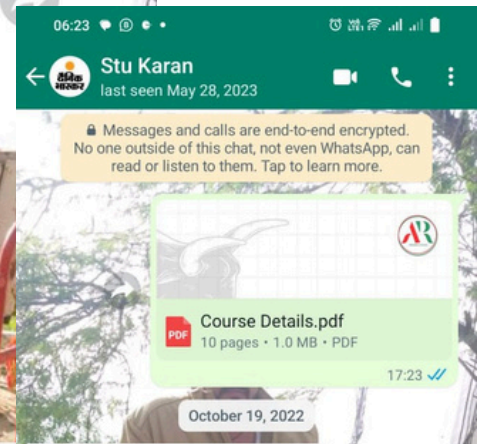 06:23
Stu Karan
last seen May 28, 2023
दैनिक
भास्कर
Messages and calls are end-to-end encrypted.
No one outside of this chat, not even WhatsApp, can
read or listen to them. Tap to learn more.
AR
Course Details.pdf
PDF
10 pages • 1.0 MB • PDF
17:23
October 19, 2022